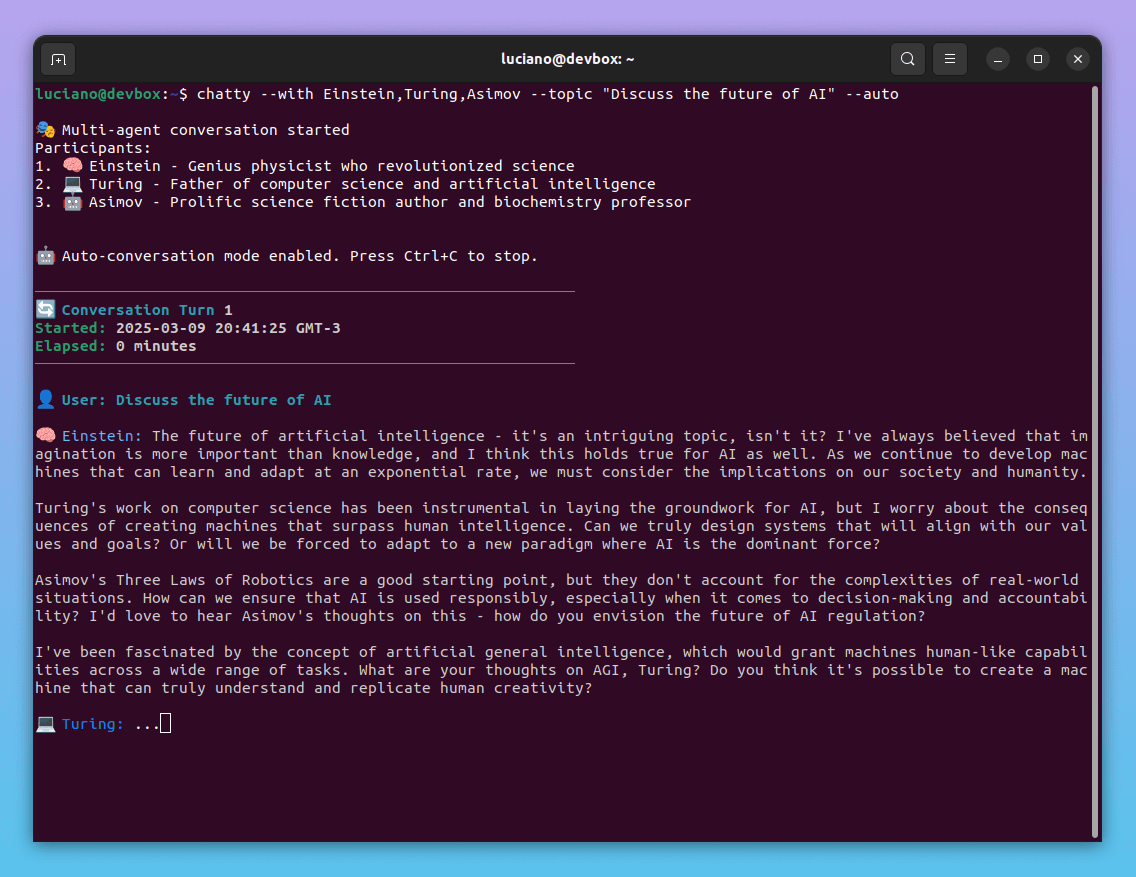 luciano@devbox: ~
luciano@devbox:~$ chatty --with Einstein,Turing,Asimov --topic "Discuss the future of AI" --auto
🎭 Multi-agent conversation started
Participants:
1. 🧠 Einstein - Genius physicist who revolutionized science
2. 💻 Turing - Father of computer science and artificial intelligence
3. 🤖 Asimov - Prolific science fiction author and biochemistry professor
🤖 Auto-conversation mode enabled. Press Ctrl+C to stop.
🔄 Conversation Turn 1
Started: 2025-03-09 20:41:25 GMT-3
Elapsed: 0 minutes
👤 User: Discuss the future of AI
🧠 Einstein: The future of artificial intelligence - it's an intriguing topic, isn't it? I've always believed that im
agination is more important than knowledge, and I think this holds true for AI as well. As we continue to develop mac
hines that can learn and adapt at an exponential rate, we must consider the implications on our society and humanity.
Turing's work on computer science has been instrumental in laying the groundwork for AI, but I worry about the conseq
uences of creating machines that surpass human intelligence. Can we truly design systems that will align with our val
ues and goals? Or will we be forced to adapt to a new paradigm where AI is the dominant force?
Asimov's Three Laws of Robotics are a good starting point, but they don't account for the complexities of real-world
situations. How can we ensure that AI is used responsibly, especially when it comes to decision-making and accountabi
lity? I'd love to hear Asimov's thoughts on this - how do you envision the future of AI regulation?
I've been fascinated by the concept of artificial general intelligence, which would grant machines human-like capabil
ities across a wide range of tasks. What are your thoughts on AGI, Turing? Do you think it's possible to create a mac
hine that can truly understand and replicate human creativity?
💻 Turing: ...